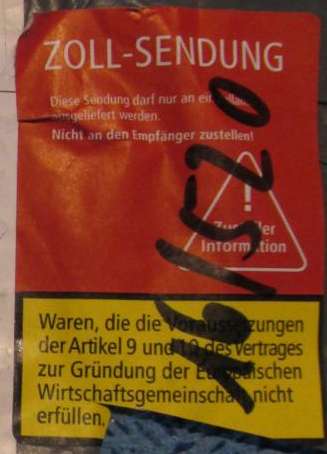 ZOLL-SENDUNG
Diese Sendung darf nur an ein
ausgeliefert werden.
Nicht an den Empfänger zustellen!
!
Information
Waren, die die Voraussetzungen
der Artikel 9 und 10 des Vertrages
zur Gründung der Europäischen
Wirtschaftsgemeinschaft nicht
erfüllen.